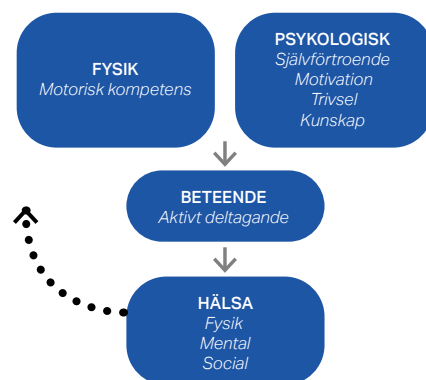 FYSIK
Motorisk kompetens
PSYKOLOGISK
Självförtroende
Motivation
Trivsel
Kunskap
BETEENDE
Aktivt deltagande
HÄLSA
Fysik
Mental
Social